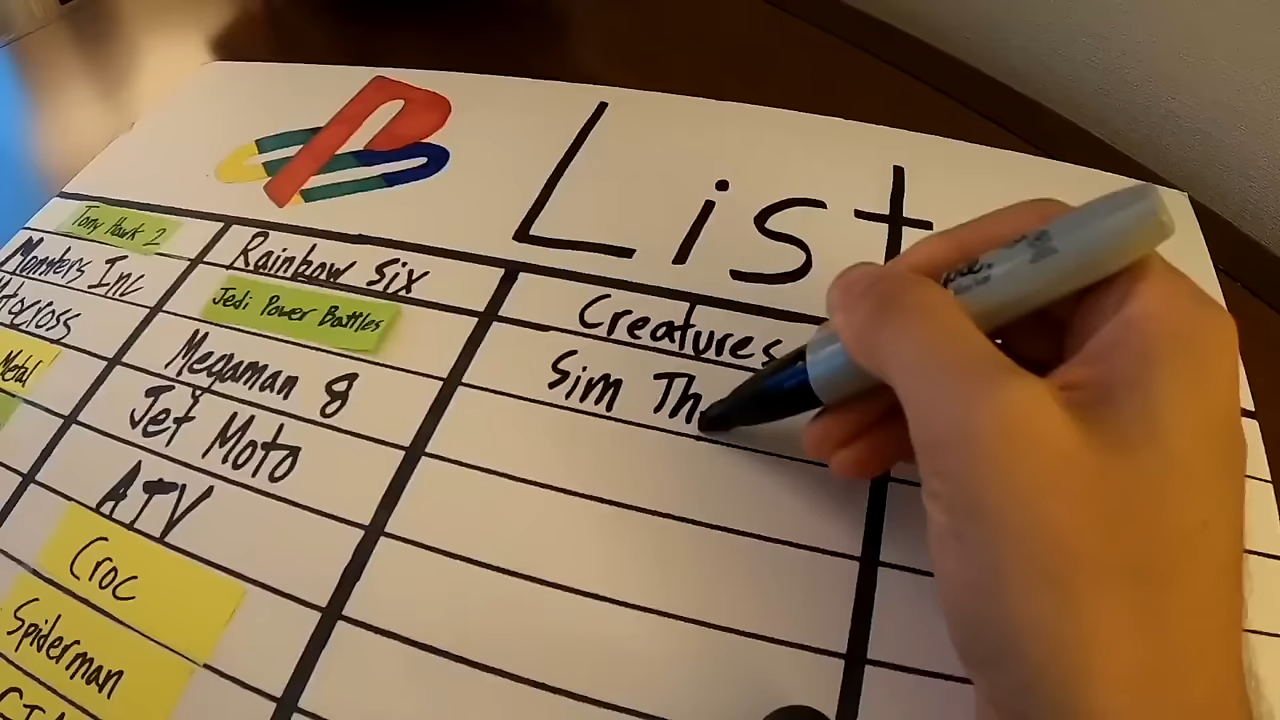 List
Tony Hawk 2
Monsters Inc
Metal
Rainbow Six
Jedi Power Battles
Megaman 8
Jet Moto
ATV
Croc
Spiderman
Creatures
Sim Th